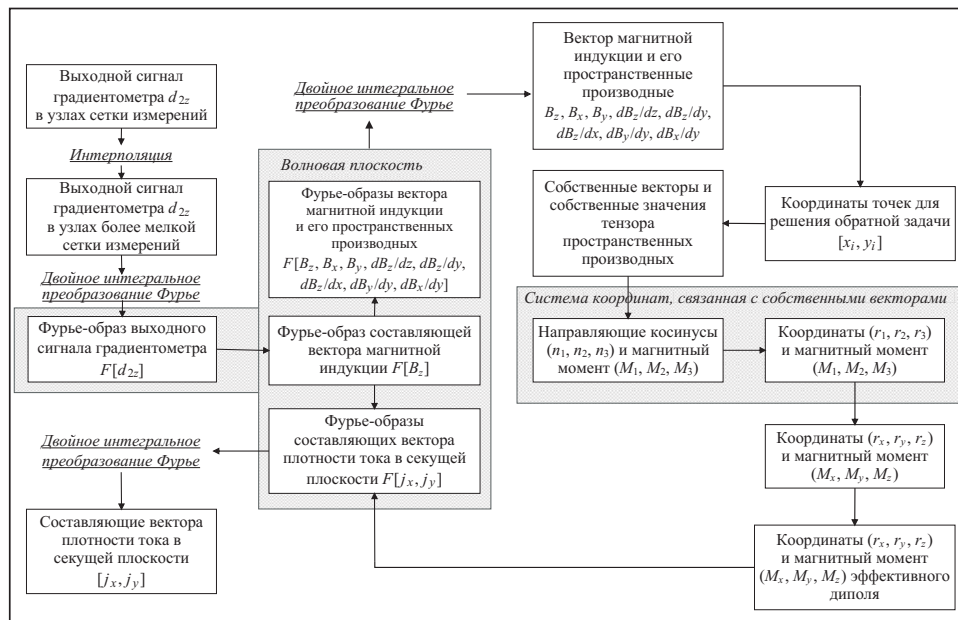 Выходной сигнал
градиентометра d₂z
в узлах сетки измерений
Интерполяция
Выходной сигнал
градиентометра d₂z
в узлах более мелкой
сетки измерений
Двойное интегральное
преобразование Фурье
Фурье-образ выходного
сигнала градиентометра
F[d₂z]
Двойное интегральное
преобразование Фурье
Волновая плоскость
Фурье-образы вектора
магнитной индукции
и его пространственных
производных
F[Bz, Bx, By, dBz/dz, dBz/dy,
dBz/dx, dBy/dy, dBx/dy]
Фурье-образ составляющей
вектора магнитной
индукции F[Bz]
Фурье-образы
составляющих вектора
плотности тока в секущей
плоскости F[jx, jy]
Двойное интегральное
преобразование Фурье
Составляющие вектора
плотности тока в
секущей плоскости
[jx, jy]
Вектор магнитной
индукции и его
пространственные
производные
Bz, Bx, By, dBz/dz, dBz/dy,
dBz/dx, dBy/dy, dBx/dy
Координаты точек для
решения обратной задачи
[xi, yi]
Собственные векторы и
собственные значения
тензора
пространственных
производных
Система координат, связанная с собственными векторами
Направляющие косинусы
(n₁, n₂, n₃) и магнитный
момент (M₁, M₂, M₃)
Координаты (r₁, r₂, r₃)
и магнитный момент
(M₁, M₂, M₃)
Координаты (rx, ry, rz)
и магнитный момент
(Mx, My, Mz)
Координаты (rx, ry, rz)
и магнитный момент
(Mx, My, Mz) эффективного
диполя